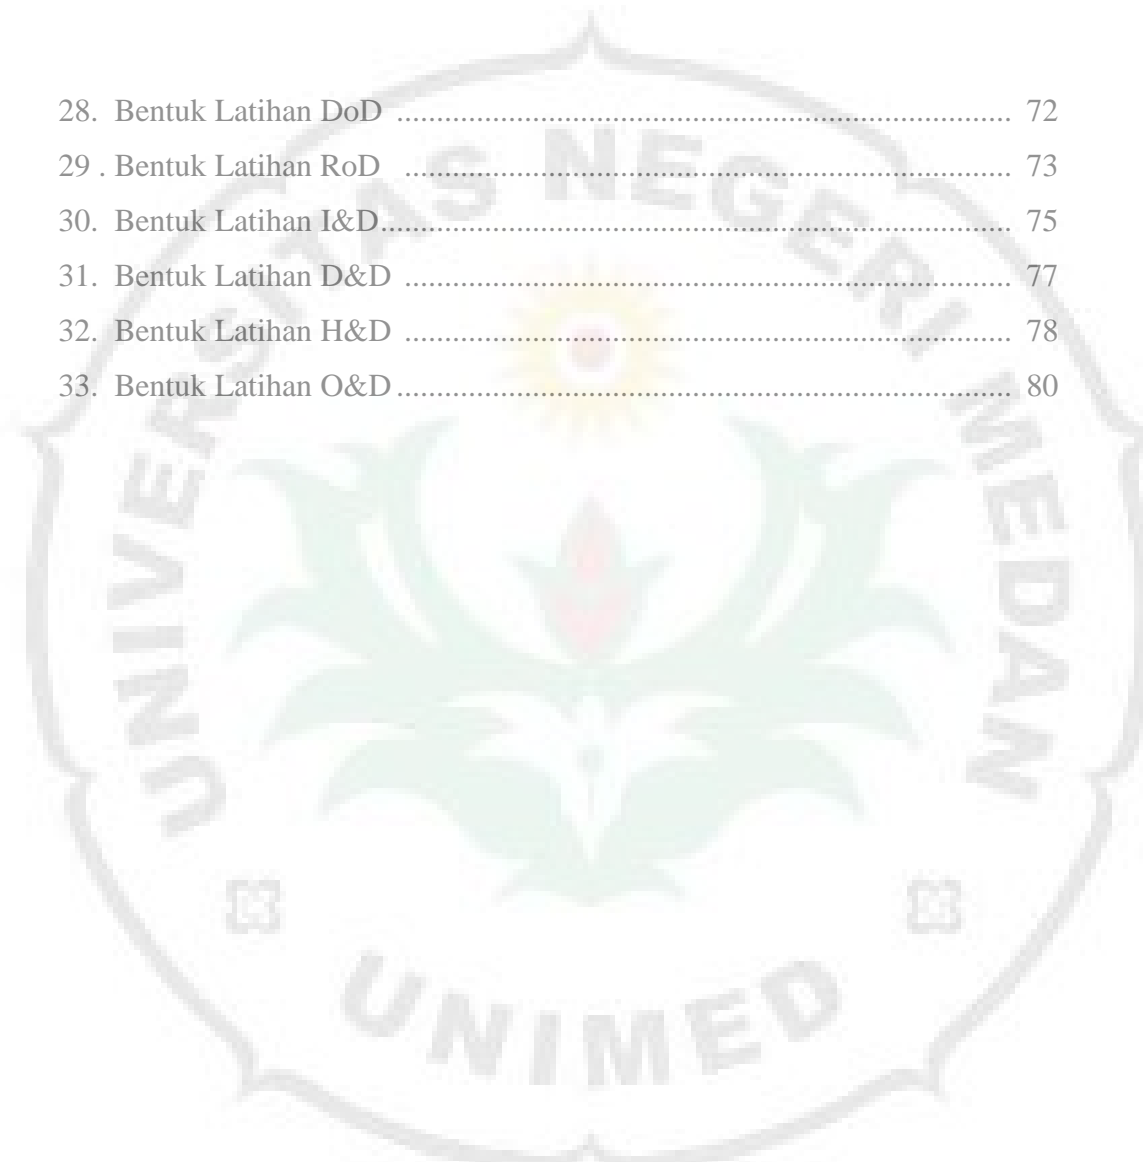 28. Bentuk Latihan DoD ............................................................................. 72
29 . Bentuk Latihan RoD ............................................................................ 73
30. Bentuk Latihan I&D............................................................................... 75
31. Bentuk Latihan D&D ............................................................................ 77
32. Bentuk Latihan H&D ............................................................................ 78
33. Bentuk Latihan O&D ............................................................................. 80
UNIVERSITAS NEGERI MEDAN
UNIMED